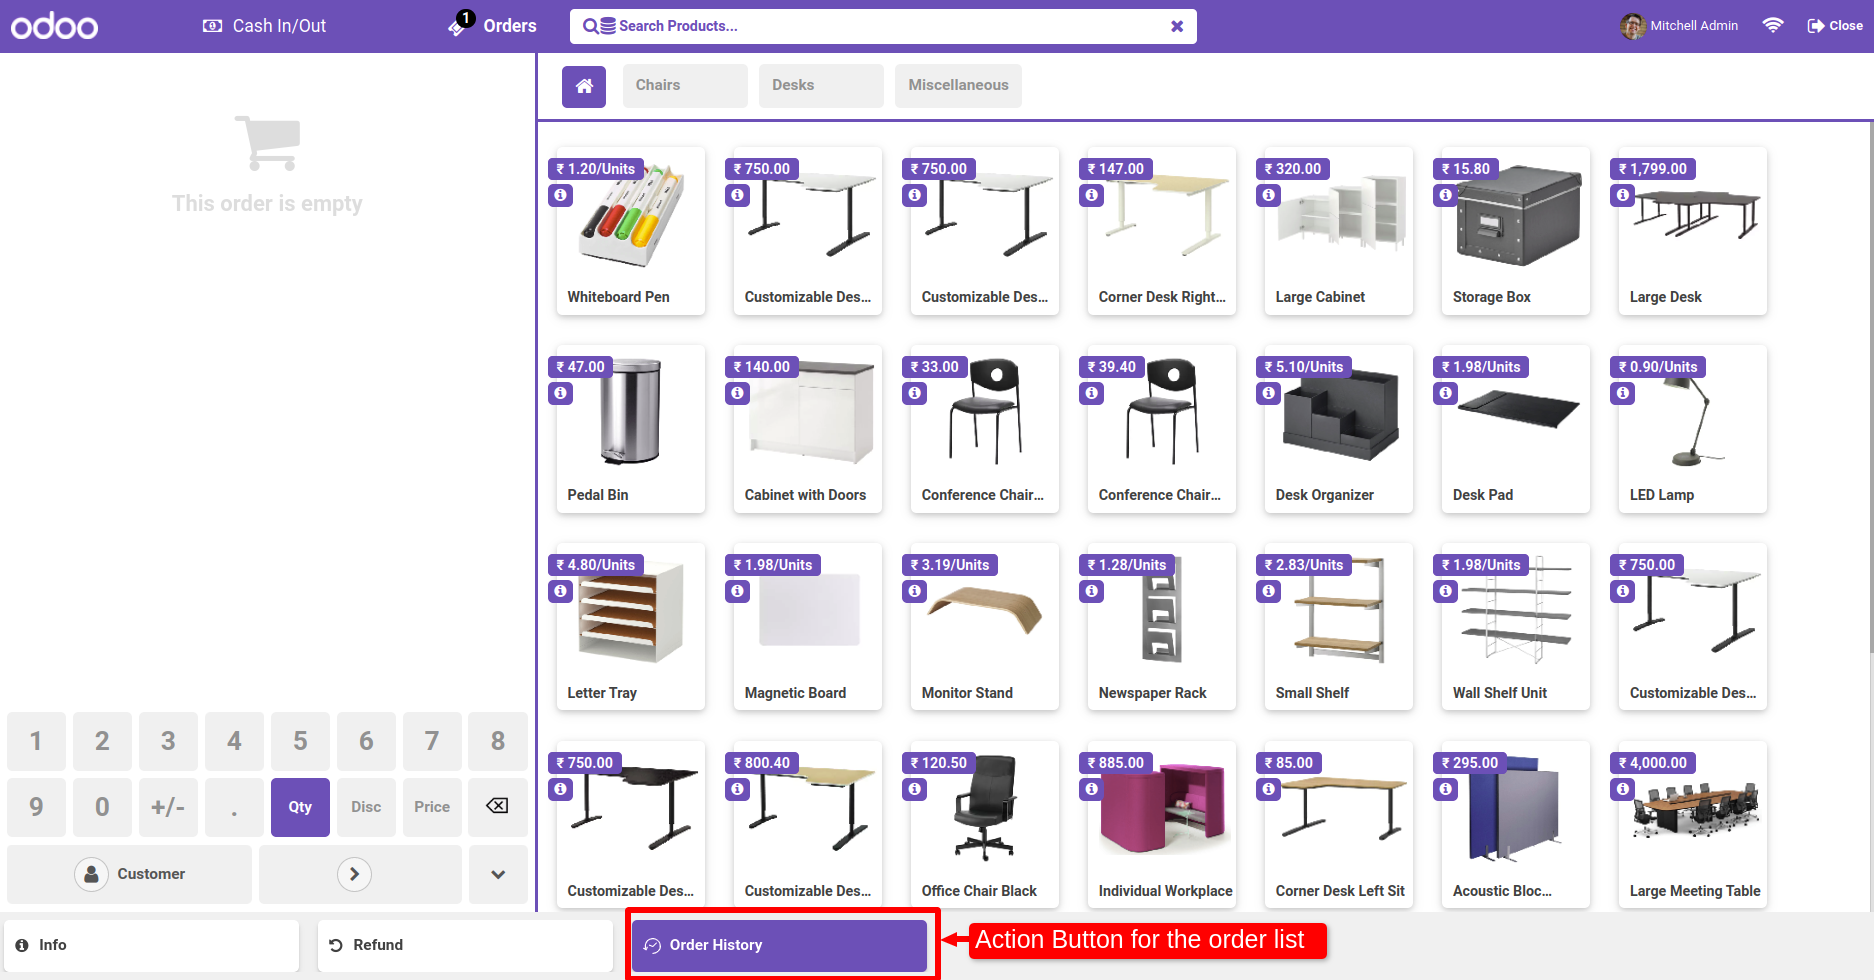 odoo
Cash In/Out
1
Orders
Search Products...
Mitchell Admin
Close
This order is empty
Chairs
Desks
Miscellaneous
₹ 1.20/Units
₹ 750.00
₹ 750.00
₹ 147.00
₹ 320.00
₹ 15.80
₹ 1,799.00
Whiteboard Pen
Customizable Des...
Customizable Des...
Corner Desk Right...
Large Cabinet
Storage Box
Large Desk
₹ 47.00
₹ 140.00
₹ 33.00
₹ 39.40
₹ 5.10/Units
₹ 1.98/Units
₹ 0.90/Units
Pedal Bin
Cabinet with Doors
Conference Chair...
Conference Chair...
Desk Organizer
Desk Pad
LED Lamp
₹ 4.80/Units
₹ 1.98/Units
₹ 3.19/Units
₹ 1.28/Units
₹ 2.83/Units
₹ 1.98/Units
₹ 750.00
Letter Tray
Magnetic Board
Monitor Stand
Newspaper Rack
Small Shelf
Wall Shelf Unit
Customizable Des...
₹ 750.00
₹ 800.40
₹ 120.50
₹ 885.00
₹ 85.00
₹ 295.00
₹ 4,000.00
Customizable Des...
Customizable Des...
Office Chair Black
Individual Workplace
Corner Desk Left Sit
Acoustic Bloc...
Large Meeting Table
1 2 3 4 5 6 7 8
9 0 +/- . Qty Disc Price
Customer
Info
Refund
Order History
Action Button for the order list